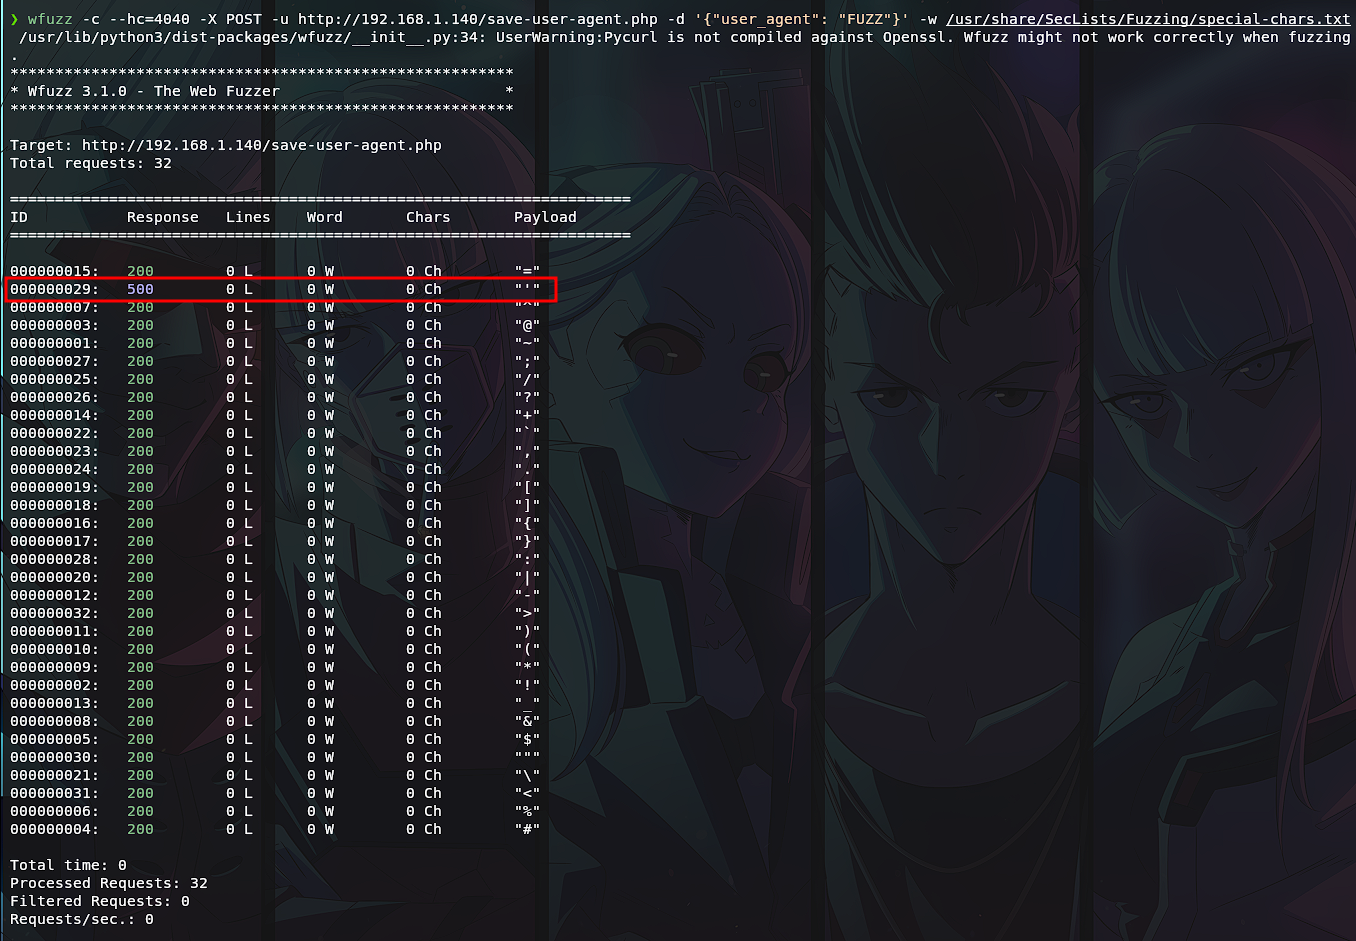 ❯ wfuzz -c --hc=4040 -X POST -u http://192.168.1.140/save-user-agent.php -d '{"user_agent": "FUZZ"}' -w /usr/share/SecLists/Fuzzing/special-chars.txt
/usr/lib/python3/dist-packages/wfuzz/__init__.py:34: UserWarning:Pycurl is not compiled against Openssl. Wfuzz might not work correctly when fuzzing
.
********************************************************
* Wfuzz 3.1.0 - The Web Fuzzer                         *
********************************************************

Target: http://192.168.1.140/save-user-agent.php
Total requests: 32

=====================================================================
ID           Response   Lines    Word       Chars       Payload
=====================================================================

000000015:   200        0 L      0 W        0 Ch        "="
000000029:   500        0 L      0 W        0 Ch        "'"
000000007:   200        0 L      0 W        0 Ch        "^"
000000003:   200        0 L      0 W        0 Ch        "@"
000000001:   200        0 L      0 W        0 Ch        "~"
000000027:   200        0 L      0 W        0 Ch        ";"
000000025:   200        0 L      0 W        0 Ch        "/"
000000026:   200        0 L      0 W        0 Ch        "?"
000000014:   200        0 L      0 W        0 Ch        "+"
000000022:   200        0 L      0 W        0 Ch        "`"
000000023:   200        0 L      0 W        0 Ch        ","
000000024:   200        0 L      0 W        0 Ch        "."
000000019:   200        0 L      0 W        0 Ch        "["
000000018:   200        0 L      0 W        0 Ch        "]"
000000016:   200        0 L      0 W        0 Ch        "{"
000000017:   200        0 L      0 W        0 Ch        "}"
000000028:   200        0 L      0 W        0 Ch        ":"
000000020:   200        0 L      0 W        0 Ch        "|"
000000012:   200        0 L      0 W        0 Ch        "-"
000000032:   200        0 L      0 W        0 Ch        ">"
000000011:   200        0 L      0 W        0 Ch        ")"
000000010:   200        0 L      0 W        0 Ch        "("
000000009:   200        0 L      0 W        0 Ch        "*"
000000002:   200        0 L      0 W        0 Ch        "!"
000000013:   200        0 L      0 W        0 Ch        "_"
000000008:   200        0 L      0 W        0 Ch        "&"
000000005:   200        0 L      0 W        0 Ch        "$"
000000030:   200        0 L      0 W        0 Ch        """
000000021:   200        0 L      0 W        0 Ch        "\"
000000031:   200        0 L      0 W        0 Ch        "<"
000000006:   200        0 L      0 W        0 Ch        "%"
000000004:   200        0 L      0 W        0 Ch        "#"

Total time: 0
Processed Requests: 32
Filtered Requests: 0
Requests/sec.: 0